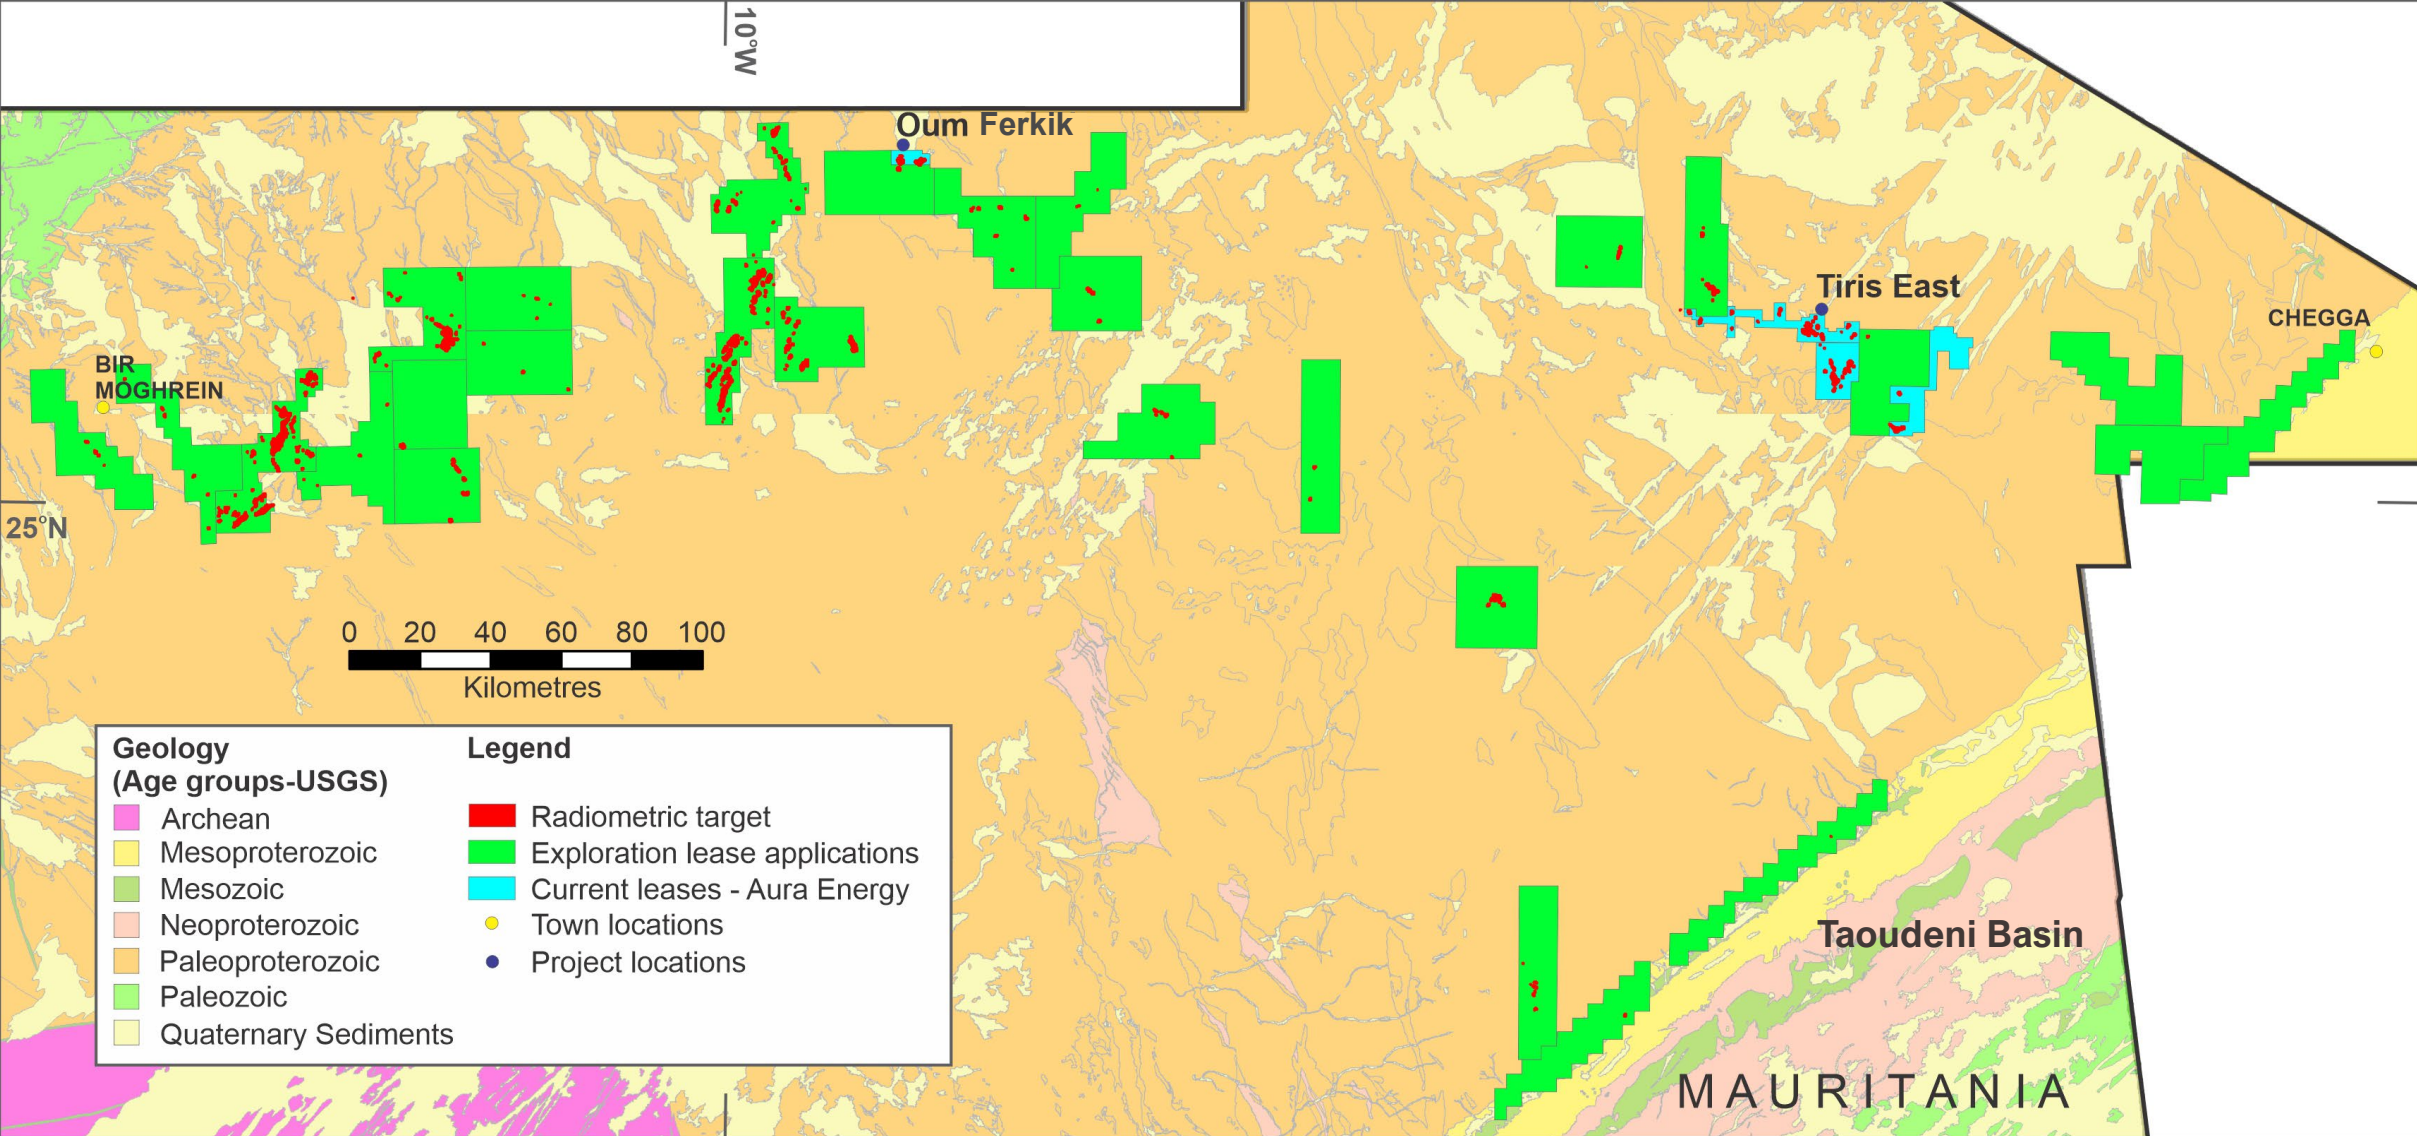 10°W
Oum Ferkik
Tiris East
CHEGGA
BIR
MOGHREIN
25°N
0 20 40 60 80 100
Kilometres
Geology
(Age groups-USGS)
Archean
Mesoproterozoic
Mesozoic
Neoproterozoic
Paleoproterozoic
Paleozoic
Quaternary Sediments
Legend
Radiometric target
Exploration lease applications
Current leases - Aura Energy
Town locations
Project locations
Taoudeni Basin
MAURITANIA